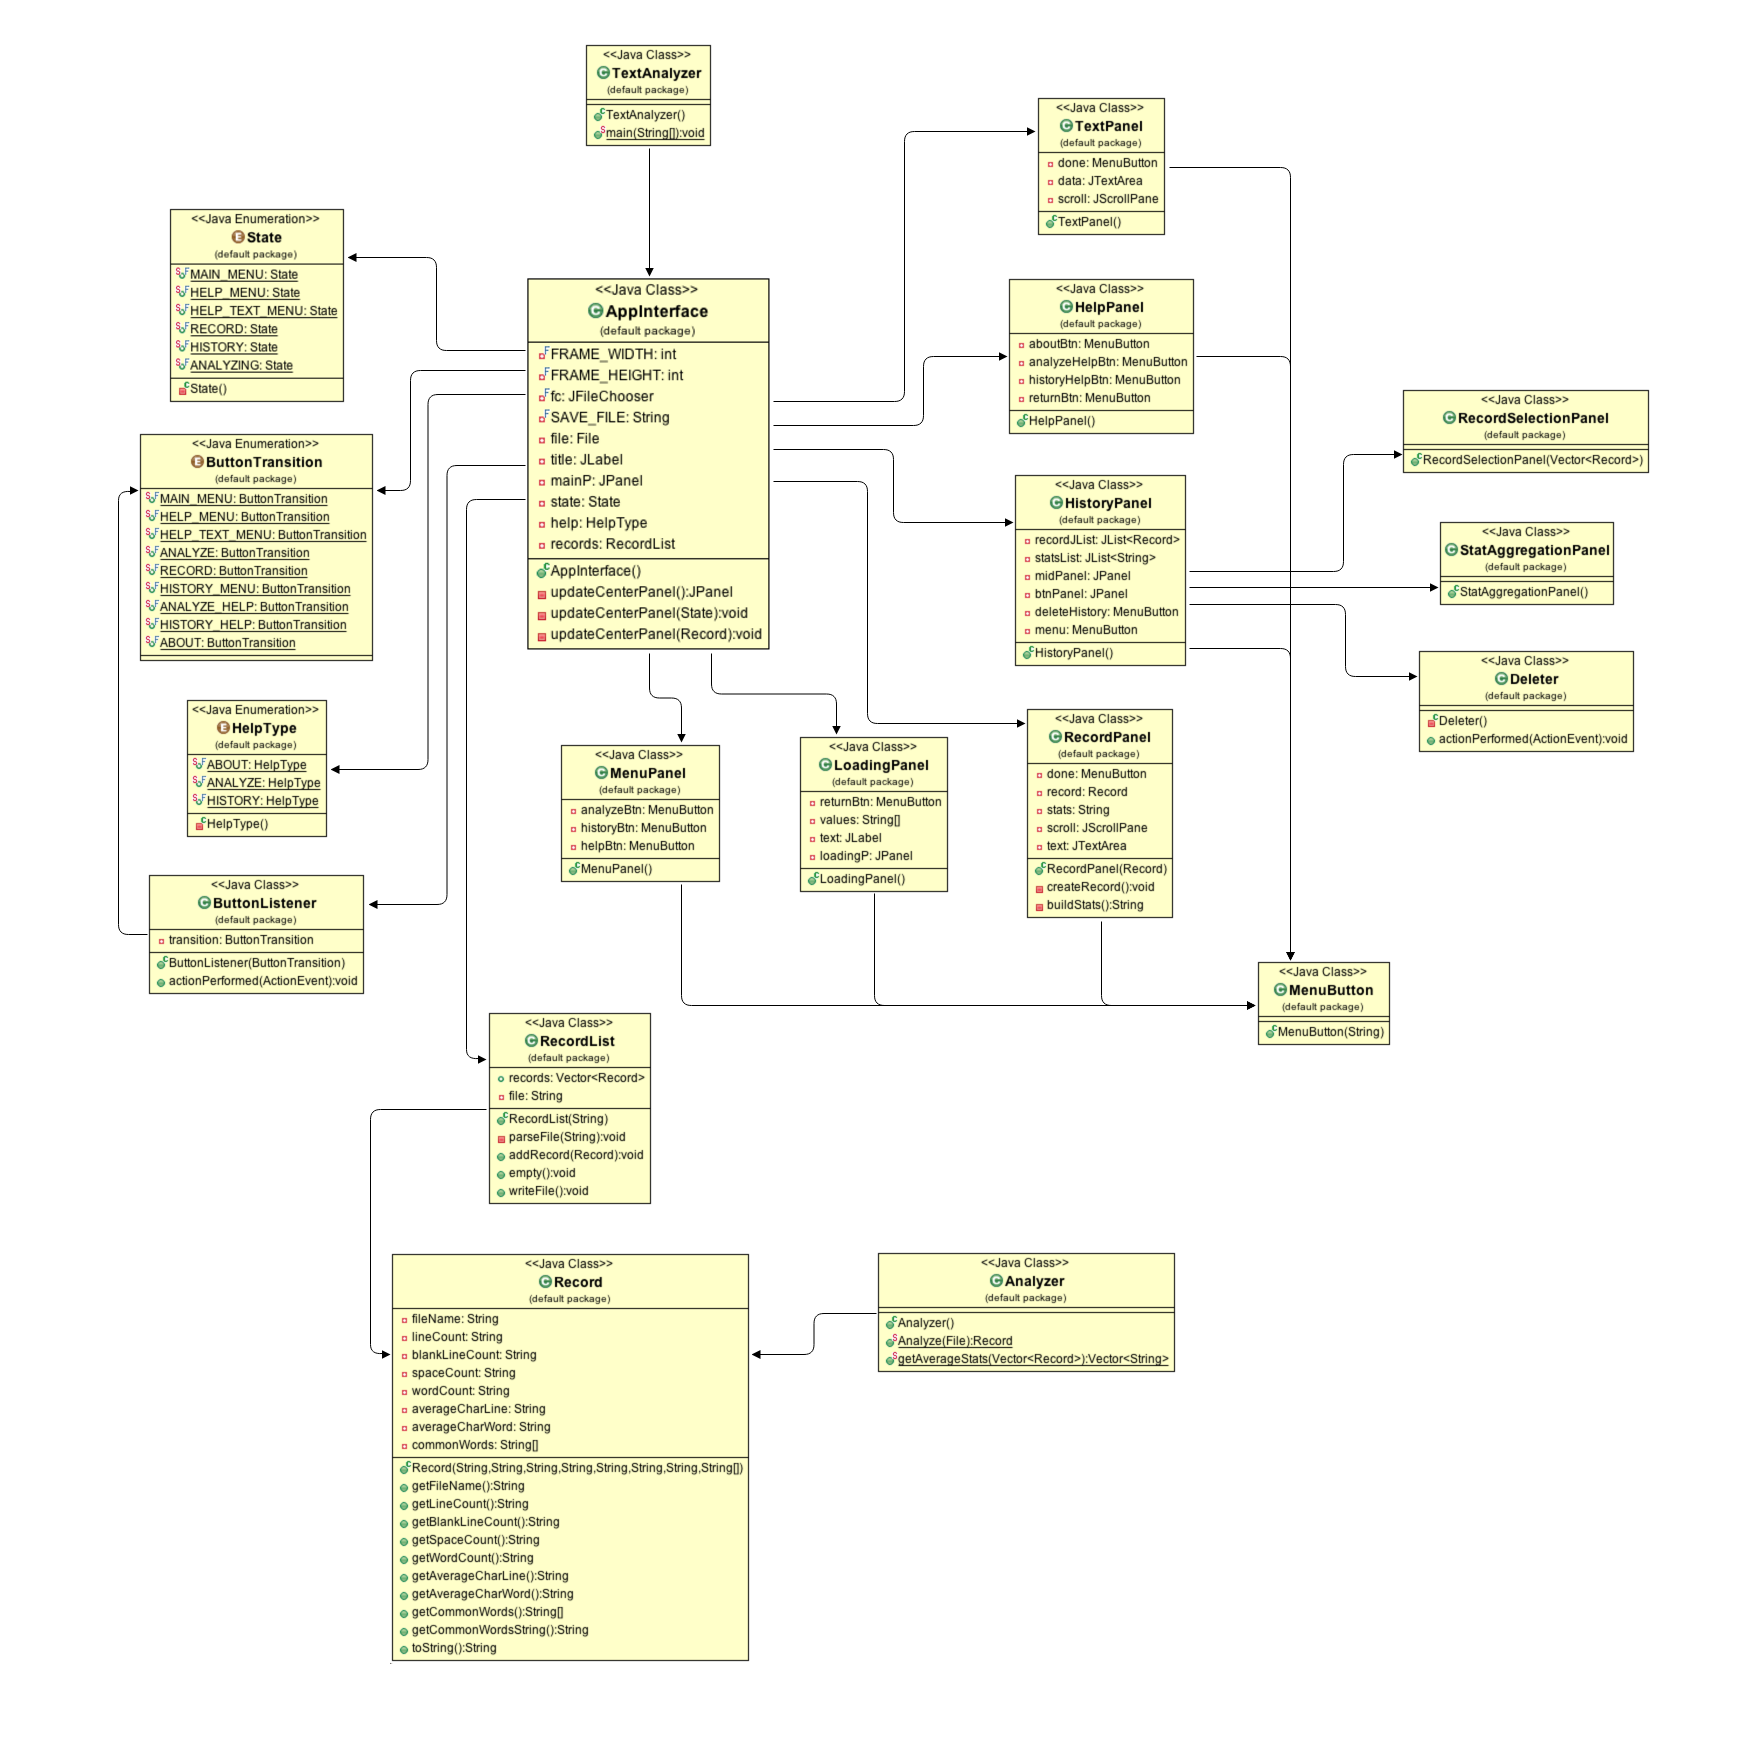 <<Java Class>>
TextAnalyzer
(default package)
TextAnalyzer()
main(String[]):void
<<Java Class>>
TextPanel
(default package)
done: MenuButton
data: JTextArea
scroll: JScrollPane
TextPanel()
<<Java Enumeration>>
State
(default package)
MAIN_MENU: State
HELP_MENU: State
HELP_TEXT_MENU: State
RECORD: State
HISTORY: State
ANALYZING: State
State()
<<Java Class>>
AppInterface
(default package)
FRAME_WIDTH: int
FRAME_HEIGHT: int
fc: JFileChooser
SAVE_FILE: String
file: File
title: JLabel
mainP: JPanel
state: State
help: HelpType
records: RecordList
AppInterface()
updateCenterPanel():JPanel
updateCenterPanel(State):void
updateCenterPanel(Record):void
<<Java Class>>
HelpPanel
(default package)
aboutBtn: MenuButton
analyzeHelpBtn: MenuButton
historyHelpBtn: MenuButton
returnBtn: MenuButton
HelpPanel()
<<Java Class>>
RecordSelectionPanel
(default package)
RecordSelectionPanel(Vector<Record>)
<<Java Enumeration>>
ButtonTransition
(default package)
MAIN_MENU: ButtonTransition
HELP_MENU: ButtonTransition
HELP_TEXT_MENU: ButtonTransition
ANALYZE: ButtonTransition
RECORD: ButtonTransition
HISTORY_MENU: ButtonTransition
ANALYZE_HELP: ButtonTransition
HISTORY_HELP: ButtonTransition
ABOUT: ButtonTransition
<<Java Class>>
HistoryPanel
(default package)
recordJList: JList<Record>
statsList: JList<String>
midPanel: JPanel
btnPanel: JPanel
deleteHistory: MenuButton
menu: MenuButton
HistoryPanel()
<<Java Class>>
StatAggregationPanel
(default package)
StatAggregationPanel()
<<Java Class>>
Deleter
(default package)
Deleter()
actionPerformed(ActionEvent):void
<<Java Enumeration>>
HelpType
(default package)
ABOUT: HelpType
ANALYZE: HelpType
HISTORY: HelpType
HelpType()
<<Java Class>>
MenuPanel
(default package)
analyzeBtn: MenuButton
historyBtn: MenuButton
helpBtn: MenuButton
MenuPanel()
<<Java Class>>
LoadingPanel
(default package)
returnBtn: MenuButton
values: String[]
text: JLabel
loadingP: JPanel
LoadingPanel()
<<Java Class>>
RecordPanel
(default package)
done: MenuButton
record: Record
stats: String
scroll: JScrollPane
text: JTextArea
RecordPanel(Record)
createRecord():void
buildStats():String
<<Java Class>>
ButtonListener
(default package)
transition: ButtonTransition
ButtonListener(ButtonTransition)
actionPerformed(ActionEvent):void
<<Java Class>>
MenuButton
(default package)
MenuButton(String)
<<Java Class>>
RecordList
(default package)
records: Vector<Record>
file: String
RecordList(String)
parseFile(String):void
addRecord(Record):void
empty():void
writeFile():void
<<Java Class>>
Record
(default package)
fileName: String
lineCount: String
blankLineCount: String
spaceCount: String
wordCount: String
averageCharLine: String
averageCharWord: String
commonWords: String[]
Record(String,String,String,String,String,String,String,String[])
getFileName():String
getLineCount():String
getBlankLineCount():String
getSpaceCount():String
getWordCount():String
getAverageCharLine():String
getAverageCharWord():String
getCommonWords():String[]
getCommonWordsString():String
toString():String
<<Java Class>>
Analyzer
(default package)
Analyzer()
Analyze(File):Record
getAverageStats(Vector<Record>):Vector<String>